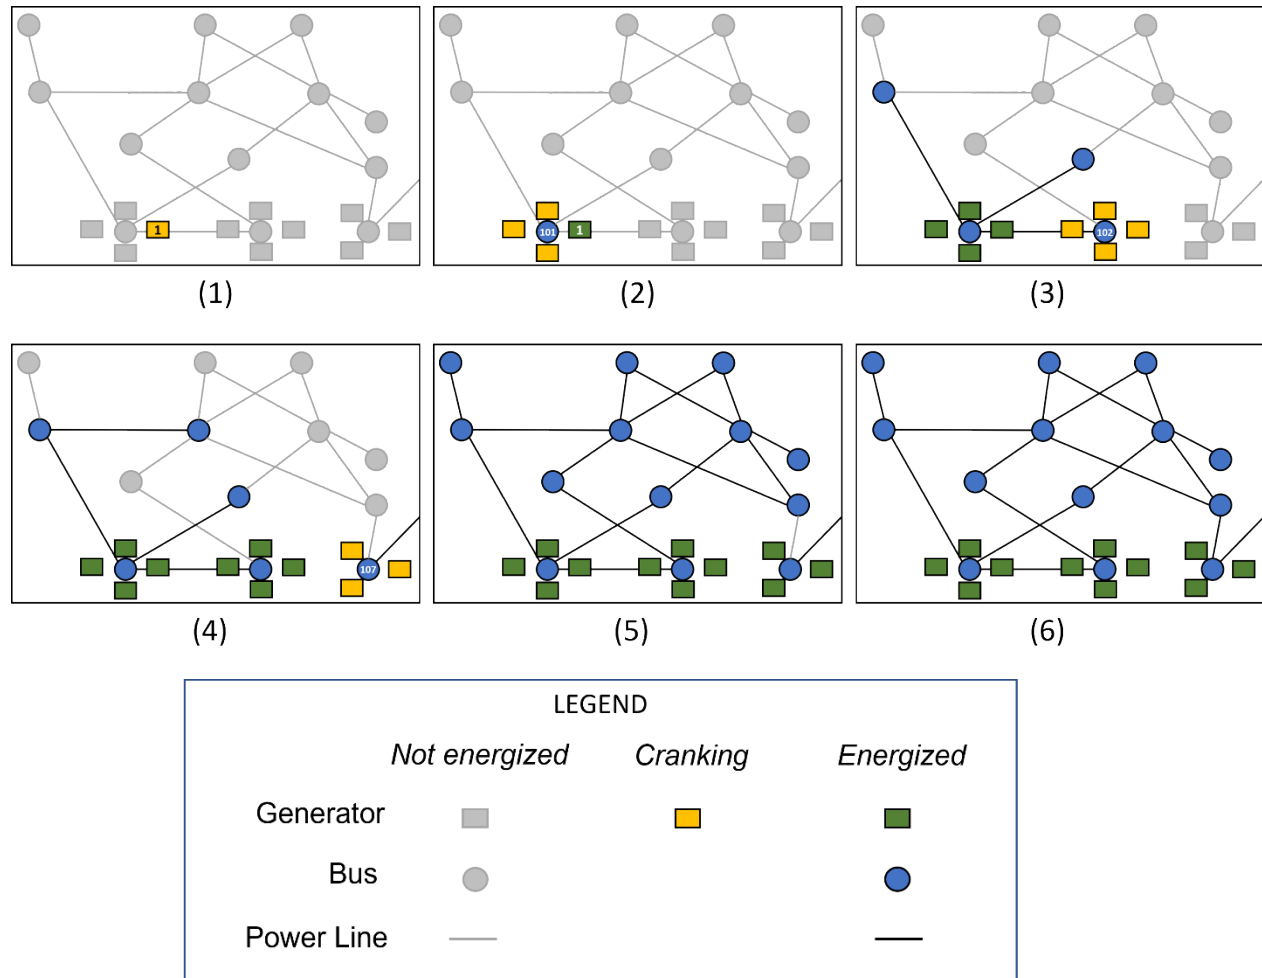 1
101
1
102
(1)
(2)
(3)
107
(4)
(5)
(6)
LEGEND
Not energized Cranking Energized
Generator
Bus
Power Line